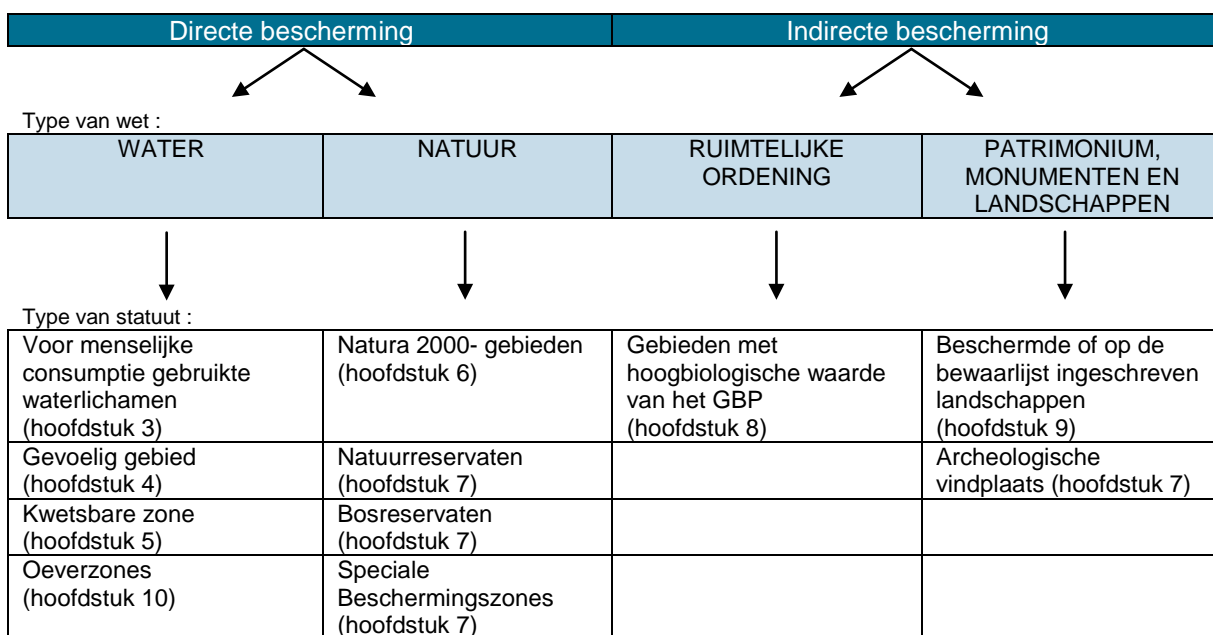 Directe bescherming
Indirecte bescherming
Type van wet :
WATER
NATUUR
RUIMTELIJKE
ORDENING
PATRIMONIUM,
MONUMENTEN EN
LANDSCHAPPEN
Type van statuut :
Voor menselijke
consumptie gebruikte
waterlichamen
(hoofdstuk 3)
Natura 2000- gebieden
(hoofdstuk 6)
Gebieden met
hoogbiologische waarde
van het GBP
(hoofdstuk 8)
Beschermde of op de
bewaarlijst ingeschreven
landschappen
(hoofdstuk 9)
Gevoelig gebied
(hoofdstuk 4)
Natuurreservaten
(hoofdstuk 7)
Archeologische
vindplaats (hoofdstuk 7)
Kwetsbare zone
(hoofdstuk 5)
Bosreservaten
(hoofdstuk 7)
Oeverzones
(hoofdstuk 10)
Speciale
Beschermingszones
(hoofdstuk 7)